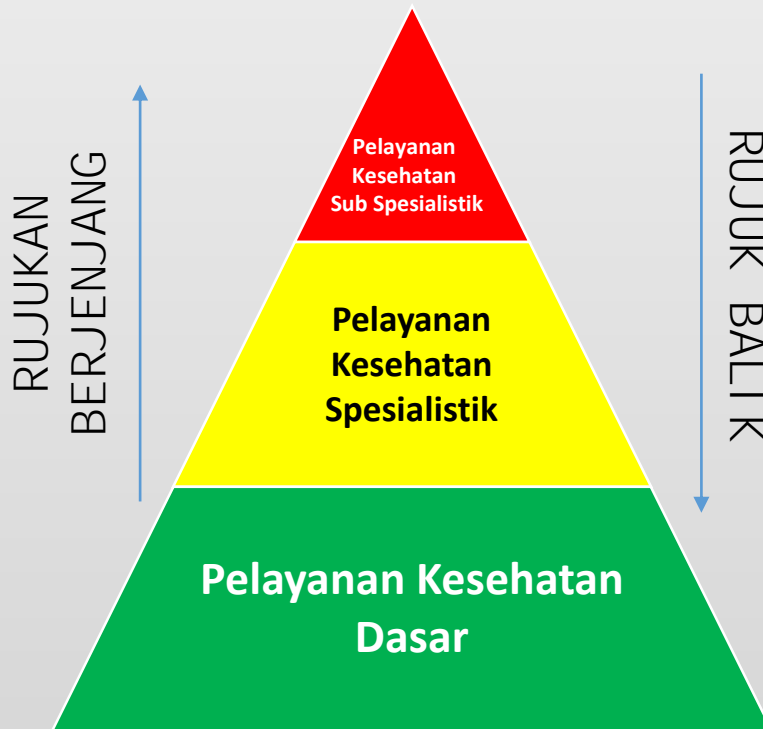 RUJUKAN
BERJENJANG
Pelayanan
Kesehatan
Sub Spesialistik
Pelayanan
Kesehatan
Spesialistik
Pelayanan Kesehatan
Dasar
RUJUK BALIK